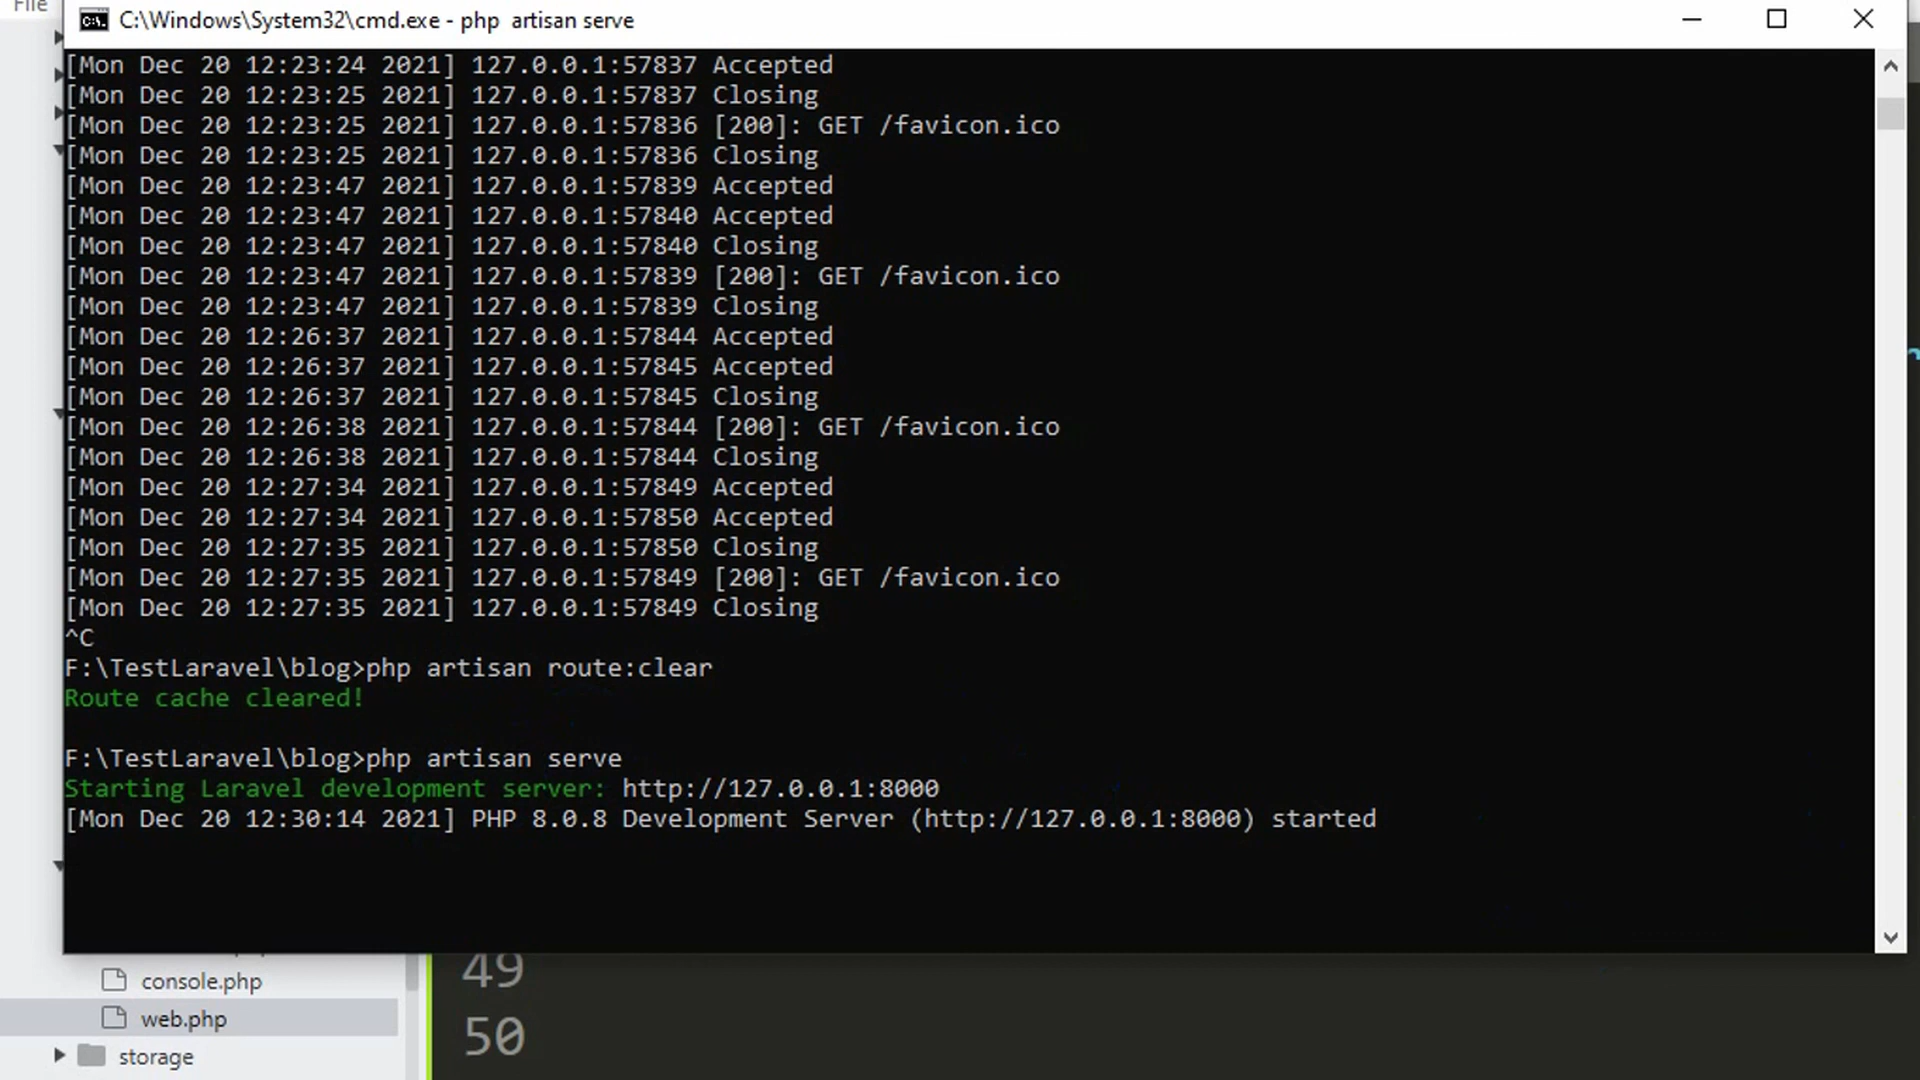 File
C:\Windows\System32\cmd.exe - php  artisan serve
[Mon Dec 20 12:23:24 2021] 127.0.0.1:57837 Accepted
[Mon Dec 20 12:23:25 2021] 127.0.0.1:57837 Closing
[Mon Dec 20 12:23:25 2021] 127.0.0.1:57836 [200]: GET /favicon.ico
[Mon Dec 20 12:23:25 2021] 127.0.0.1:57836 Closing
[Mon Dec 20 12:23:47 2021] 127.0.0.1:57839 Accepted
[Mon Dec 20 12:23:47 2021] 127.0.0.1:57840 Accepted
[Mon Dec 20 12:23:47 2021] 127.0.0.1:57840 Closing
[Mon Dec 20 12:23:47 2021] 127.0.0.1:57839 [200]: GET /favicon.ico
[Mon Dec 20 12:23:47 2021] 127.0.0.1:57839 Closing
[Mon Dec 20 12:26:37 2021] 127.0.0.1:57844 Accepted
[Mon Dec 20 12:26:37 2021] 127.0.0.1:57845 Accepted
[Mon Dec 20 12:26:37 2021] 127.0.0.1:57845 Closing
[Mon Dec 20 12:26:38 2021] 127.0.0.1:57844 [200]: GET /favicon.ico
[Mon Dec 20 12:26:38 2021] 127.0.0.1:57844 Closing
[Mon Dec 20 12:27:34 2021] 127.0.0.1:57849 Accepted
[Mon Dec 20 12:27:34 2021] 127.0.0.1:57850 Accepted
[Mon Dec 20 12:27:35 2021] 127.0.0.1:57850 Closing
[Mon Dec 20 12:27:35 2021] 127.0.0.1:57849 [200]: GET /favicon.ico
[Mon Dec 20 12:27:35 2021] 127.0.0.1:57849 Closing
^C
F:\TestLaravel\blog>php artisan route:clear
Route cache cleared!
F:\TestLaravel\blog>php artisan serve
Starting Laravel development server: http://127.0.0.1:8000
[Mon Dec 20 12:30:14 2021] PHP 8.0.8 Development Server (http://127.0.0.1:8000) started
console.php
web.php
storage
49
50